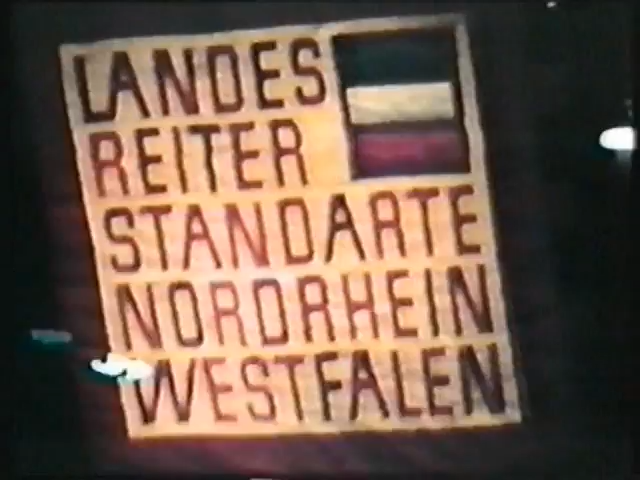 LANDES
REITER
STANDARTE
NORDRHEIN
WESTFALEN